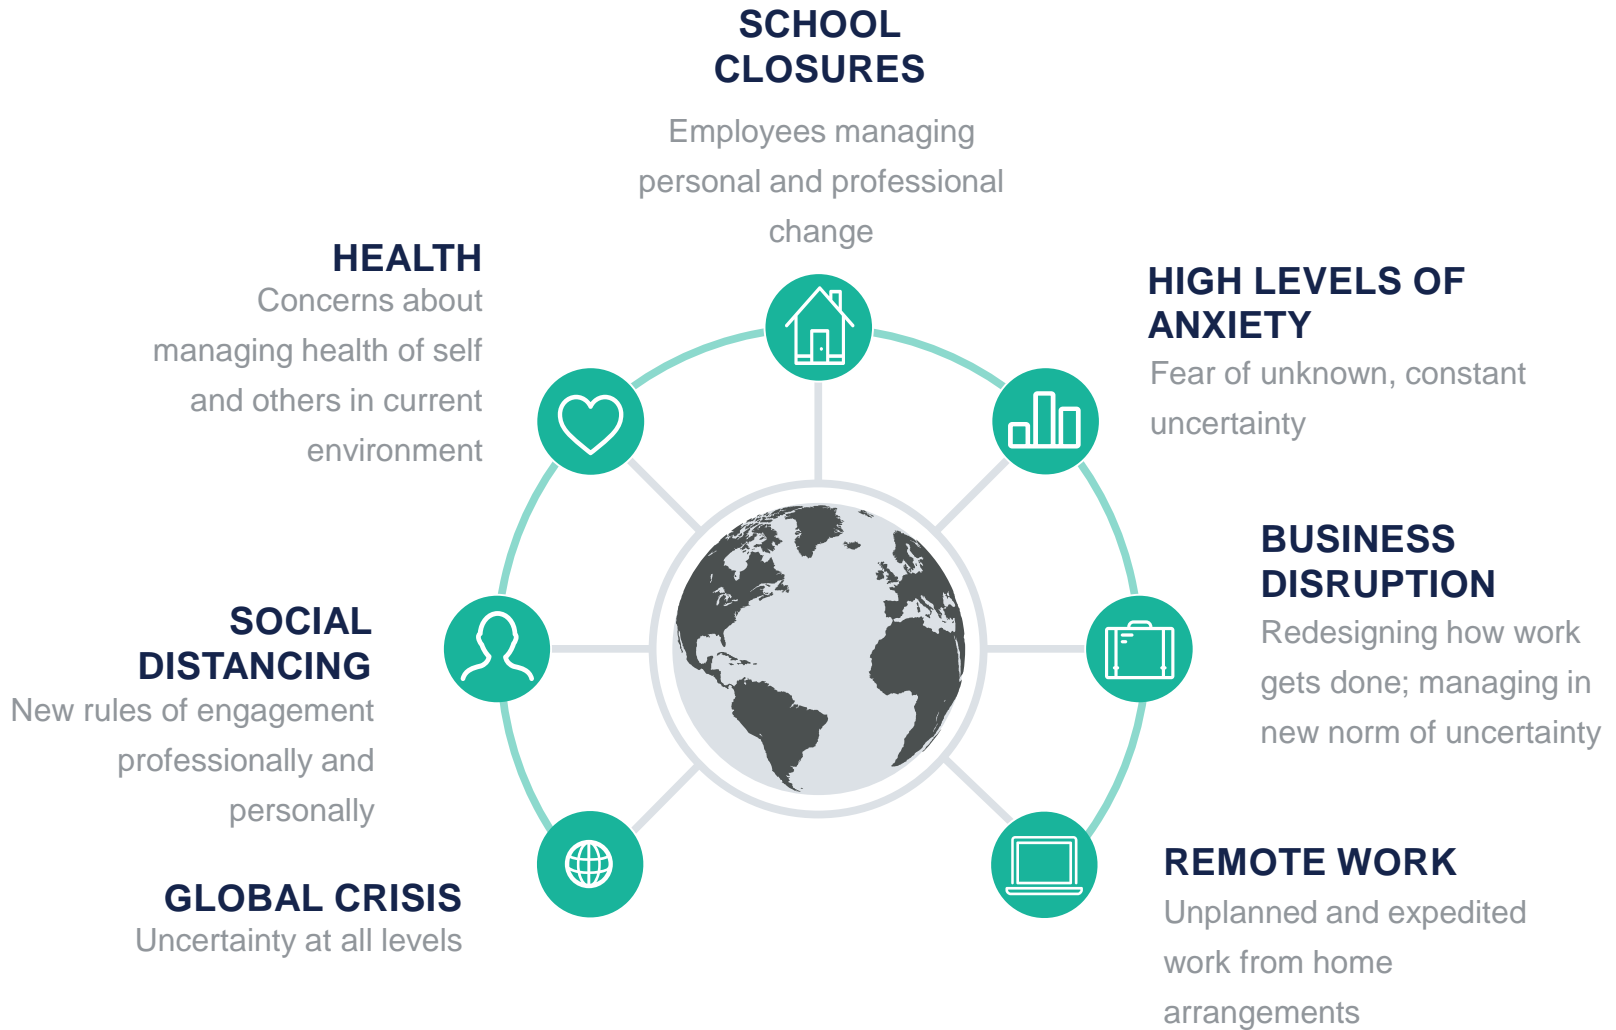 SCHOOL
CLOSURES
Employees managing
personal and professional
change
HEALTH
Concerns about
managing health of self
and others in current
environment
HIGH LEVELS OF
ANXIETY
Fear of unknown, constant
uncertainty
SOCIAL
DISTANCING
New rules of engagement
professionally and
personally
BUSINESS
DISRUPTION
Redesigning how work
gets done; managing in
new norm of uncertainty
GLOBAL CRISIS
Uncertainty at all levels
REMOTE WORK
Unplanned and expedited
work from home
arrangements